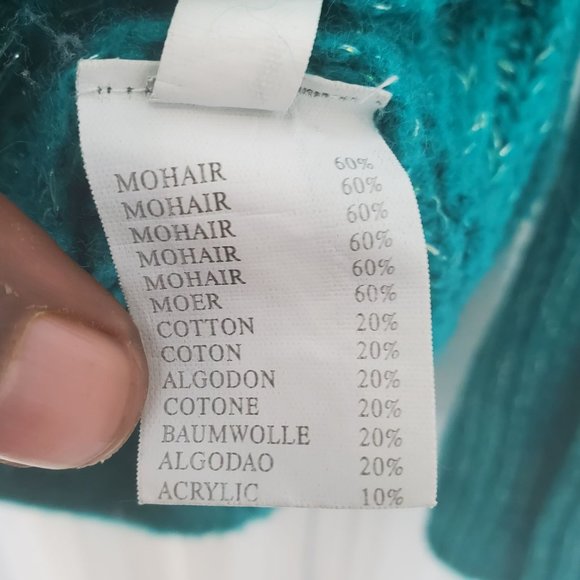 MOHAIR 60%
MOHAIR 60%
MOHAIR 60%
MOHAIR 60%
MOHAIR 60%
MOER 60%
COTTON 20%
COTON 20%
ALGODON 20%
COTONE 20%
BAUMWOLLE 20%
ALGODAO 20%
ACRYLIC 10%